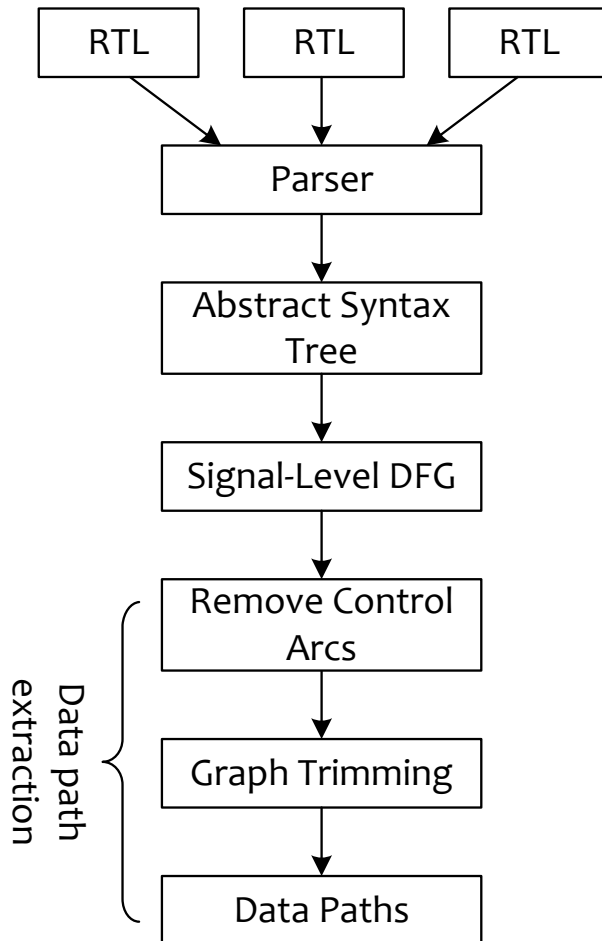 RTL
RTL
RTL
Parser
Abstract Syntax
Tree
Signal-Level DFG
Remove Control
Arcs
Graph Trimming
Data Paths
Data path
extraction